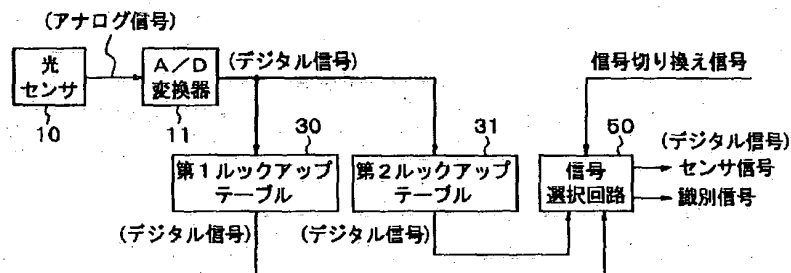 (アナログ信号)
光
センサ
10
A/D
変換器
11
(デジタル信号)
信号切り換え信号
30
第1ルックアップ
テーブル
(デジタル信号)
31
第2ルックアップ
テーブル
(デジタル信号)
50
信号
選択回路
(デジタル信号)
センサ信号
識別信号